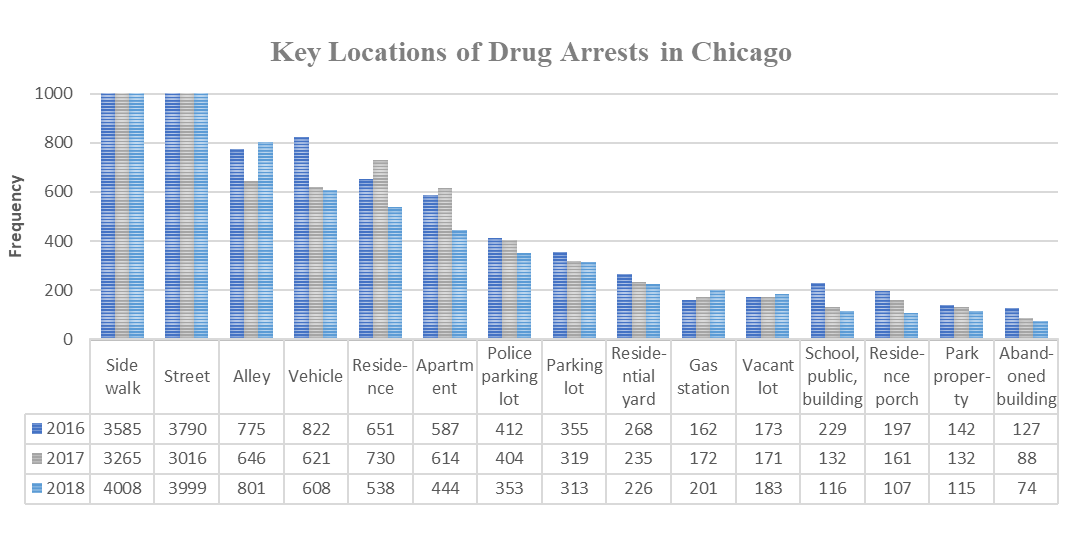 Key Locations of Drug Arrests in Chicago
1000
800
600
400
200
0
Frequency
Side walk Street Alley Vehicle Reside-nce Apartm ent Police parking lot Parking lot Reside-ntial yard Gas station Vacant lot School, public, building Reside-nce porch Park proper-ty Aband-oned building
2016 3585 3790 775 822 651 587 412 355 268 162 173 229 197 142 127
2017 3265 3016 646 621 730 614 404 319 235 172 171 132 161 132 88
2018 4008 3999 801 608 538 444 353 313 226 201 183 116 107 115 74